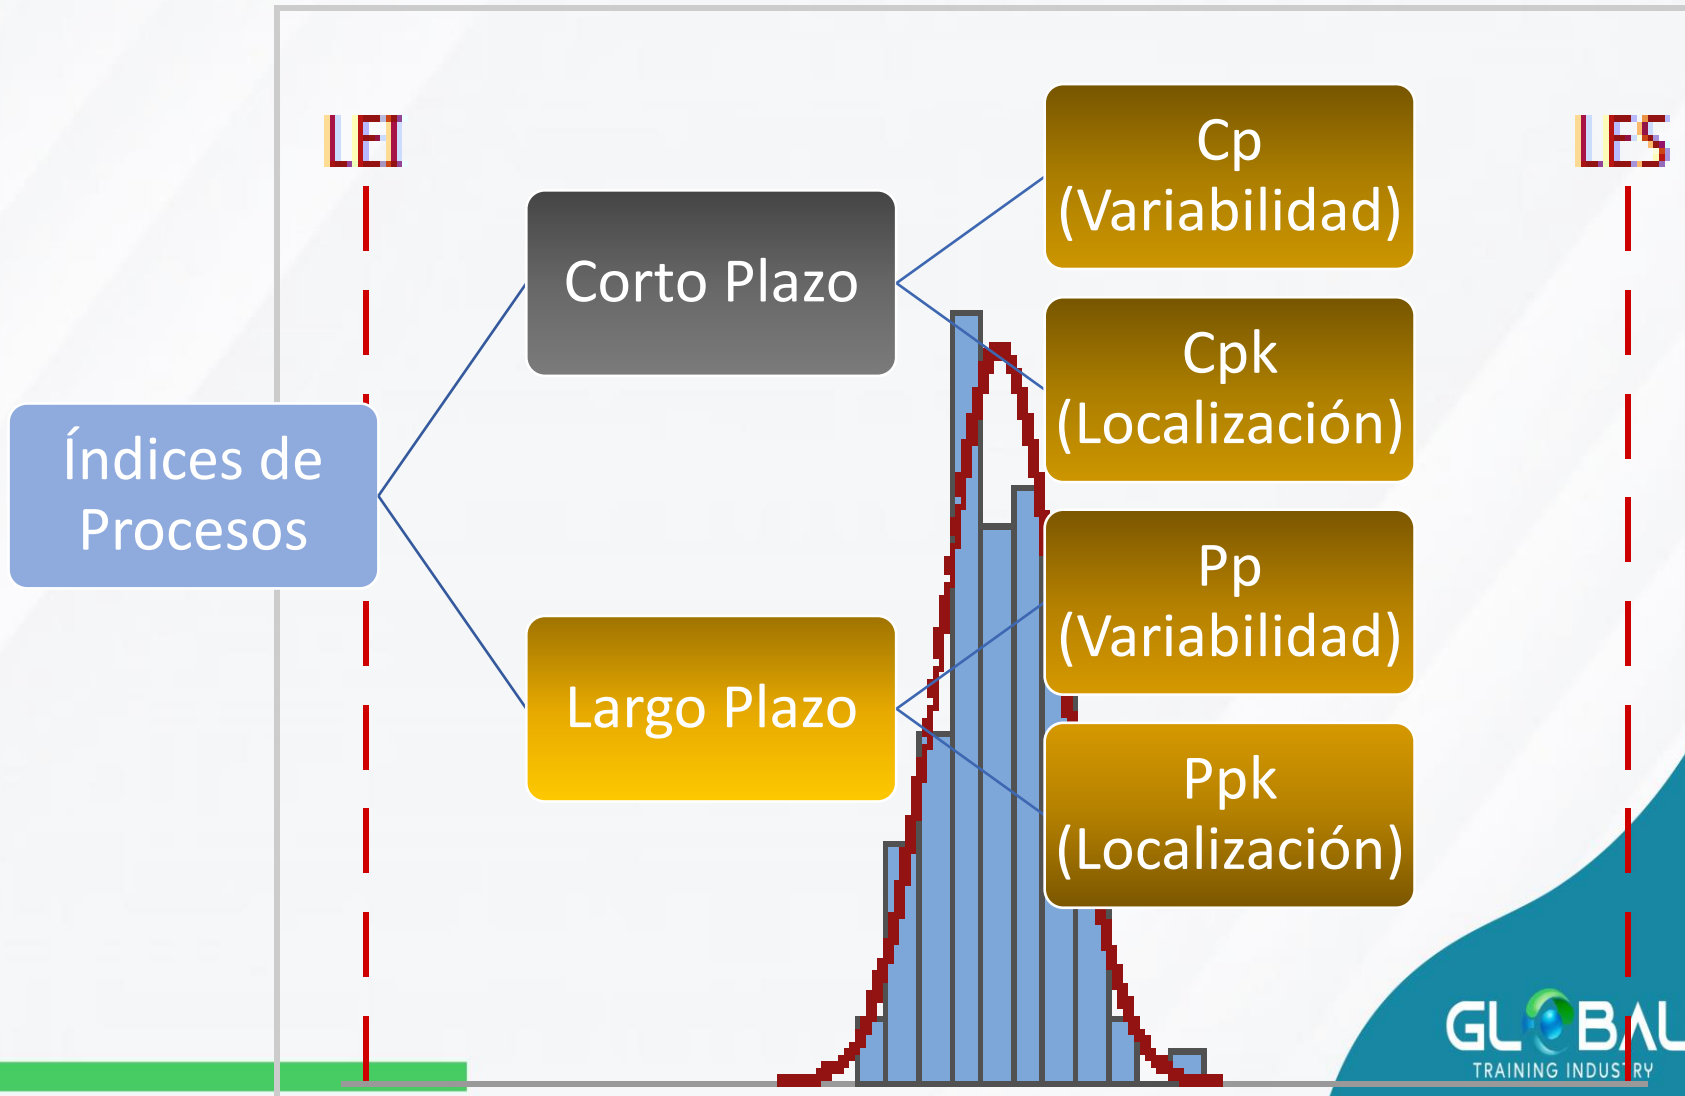 LEI
LES
Índices de
Procesos
Corto Plazo
Cp
(Variabilidad)
Cpk
(Localización)
Largo Plazo
Pp
(Variabilidad)
Ppk
(Localización)
GLOBAL
TRAINING INDUSTRY